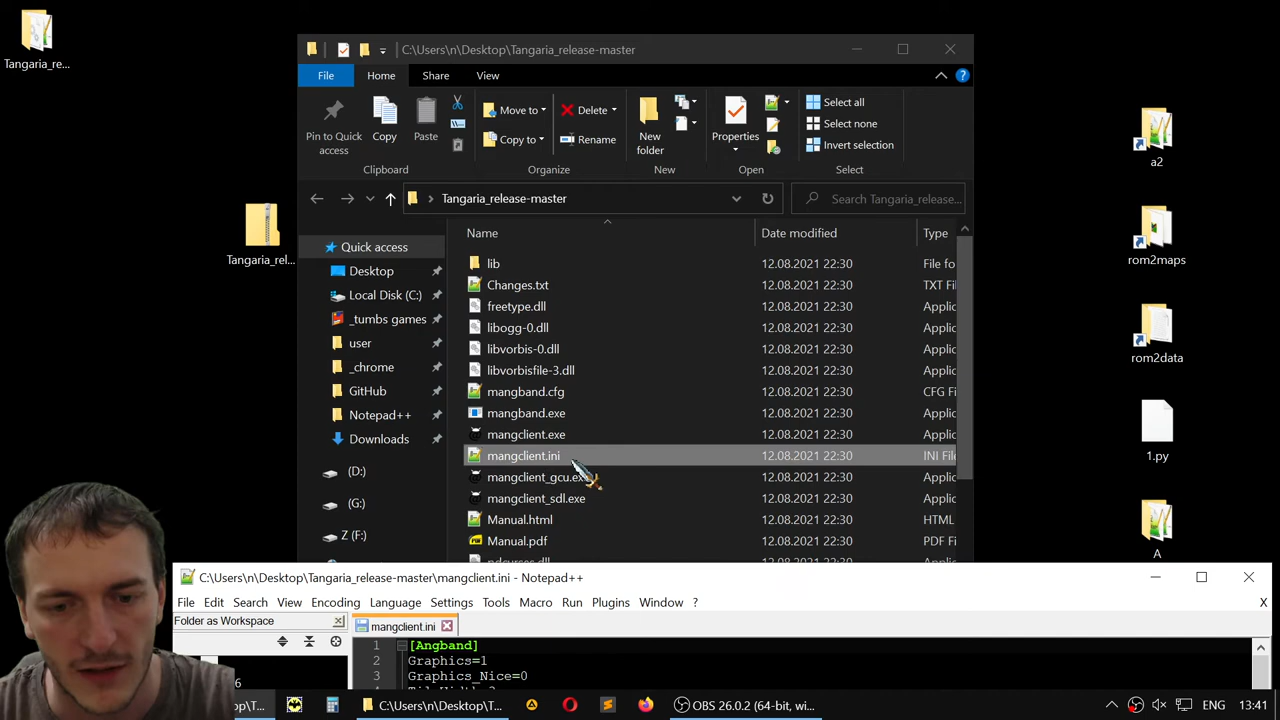 Tangaria_re...
C:\Users\n\Desktop\Tangaria_release-master
File
Home
Share
View
Pin to Quick access
Copy
Paste
Clipboard
Move to
Copy to
Delete
Rename
Organize
New folder
New
Properties
Open
Select all
Select none
Invert selection
Select
Tangaria_release-master
Search Tangaria_release...
Quick access
Desktop
Local Disk (C:)
_tumbs games
user
_chrome
GitHub
Notepad++
Downloads
(D:)
(G:)
Z (F:)
Name
Date modified
Type
lib 12.08.2021 22:30 File fo
Changes.txt 12.08.2021 22:30 TXT Fil
freetype.dll 12.08.2021 22:30 Applic
libogg-0.dll 12.08.2021 22:30 Applic
libvorbis-0.dll 12.08.2021 22:30 Applic
libvorbisfile-3.dll 12.08.2021 22:30 Applic
mangband.cfg 12.08.2021 22:30 CFG Fi
mangband.exe 12.08.2021 22:30 Applic
mangclient.exe 12.08.2021 22:30 Applic
mangclient.ini 12.08.2021 22:30 INI File
mangclient_gcu.exe 12.08.2021 22:30 Applic
mangclient_sdl.exe 12.08.2021 22:30 Applic
Manual.html 12.08.2021 22:30 HTML
Manual.pdf 12.08.2021 22:30 PDF Fi
Tangaria_rel...
a2
rom2maps
rom2data
1.py
A
C:\Users\n\Desktop\Tangaria_release-master\mangclient.ini - Notepad++
File Edit Search View Encoding Language Settings Tools Macro Run Plugins Window ? X
Folder as Workspace
mangclient.ini
1 [Angband]
2 Graphics=1
3 Graphics_Nice=0
C:\Users\n\Desktop\T...
OBS 26.0.2 (64-bit, wi...
ENG
13:41